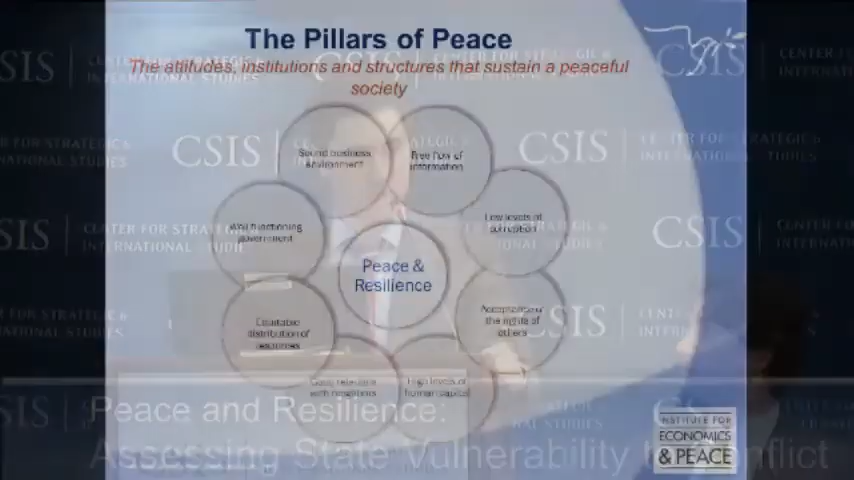 The Pillars of Peace
The attitudes, institutions and structures that sustain a peaceful
society
CSIS
CENTER FOR STRATEGIC &
INTERNATIONAL STUDIES
Sound business
environment
Free flow of
information
Low levels of
corruption
Well functioning
government
Peace &
Resilience
Acceptance of
the rights of
others
Equitable
distribution of
resources
Good relations
with neighbors
High levels of
human capital
Peace and Resilience:
Assessing State Vulnerability to Conflict
INSTITUTE FOR
ECONOMICS
& PEACE